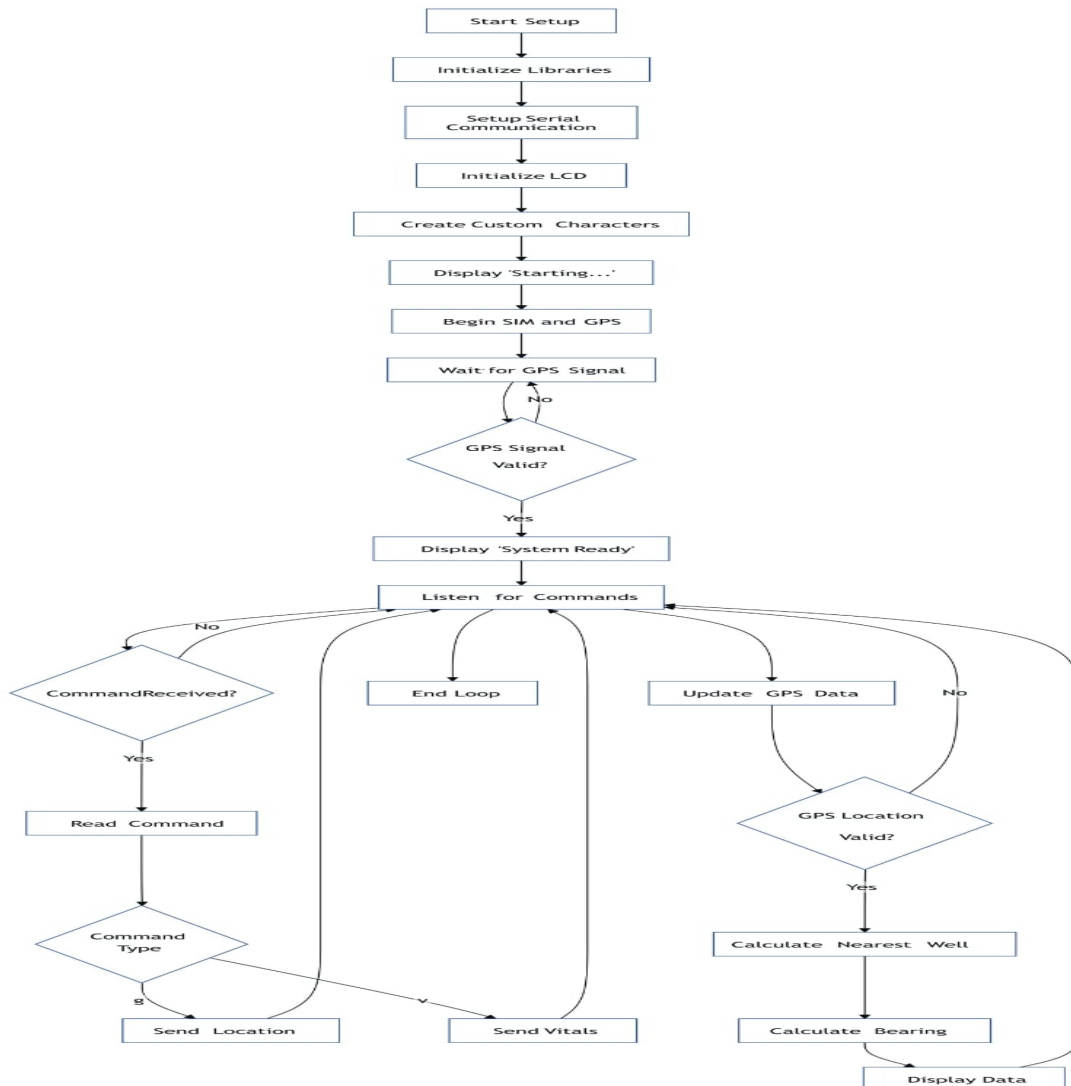 Start Setup
Initialize Libraries
Setup Serial
Communication
Initialize LCD
Create Custom Characters
Display 'Starting...'
Begin SIM and GPS
Wait for GPS Signal
No
GPS Signal
Valid?
Yes
Display 'System Ready'
Listen for Commands
No
CommandReceived?
End Loop
Update GPS Data
No
Yes
Read Command
GPS Location
Valid?
Yes
Command
Type
Calculate Nearest Well
g
v
Send Location
Send Vitals
Calculate Bearing
Display Data